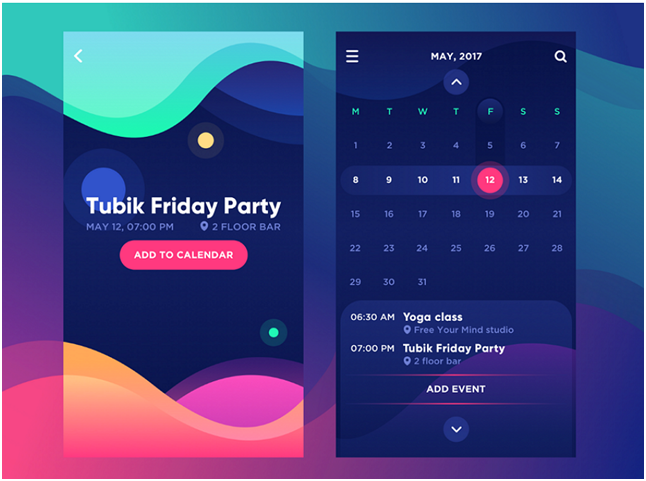 Tubik Friday Party
MAY 12, 07:00 PM 2 FLOOR BAR
ADD TO CALENDAR
MAY, 2017
M T W T F S S
1 2 3 4 5 6 7
8 9 10 11 12 13 14
15 16 17 18 19 20 21
22 23 24 25 26 27 28
29 30 31
06:30 AM Yoga class
Free Your Mind studio
07:00 PM Tubik Friday Party
2 floor bar
ADD EVENT